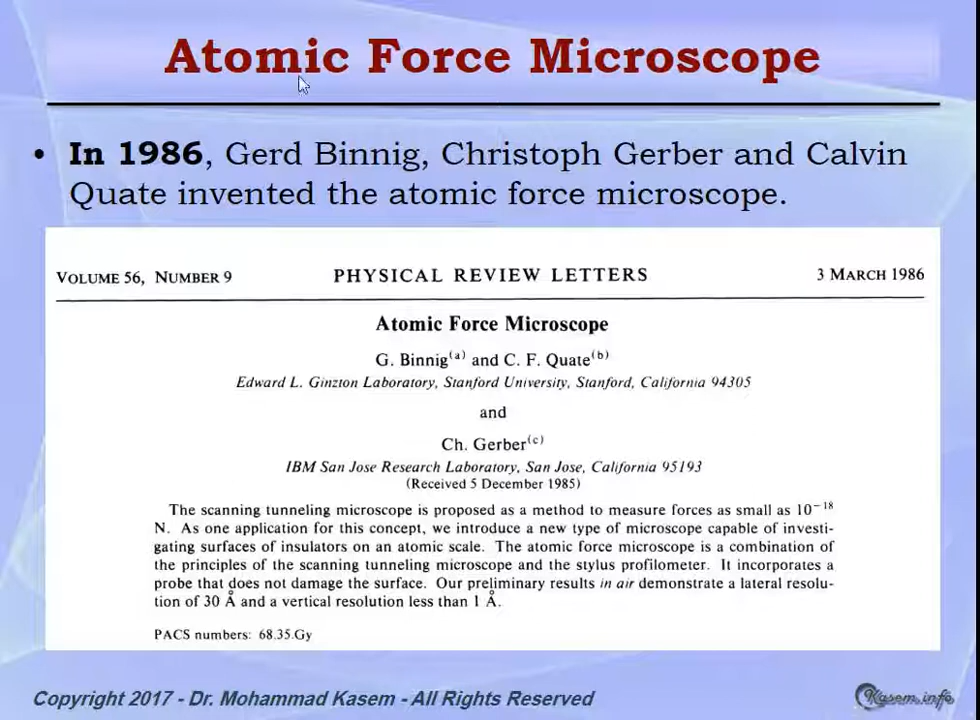 Atomic Force Microscope
• In 1986, Gerd Binnig, Christoph Gerber and Calvin
Quate invented the atomic force microscope.
VOLUME 56, NUMBER 9 PHYSICAL REVIEW LETTERS 3 MARCH 1986
Atomic Force Microscope
G. Binnig(a) and C. F. Quate(b)
Edward L. Ginzton Laboratory, Stanford University, Stanford, California 94305
and
Ch. Gerber(c)
IBM San Jose Research Laboratory, San Jose, California 95193
(Received 5 December 1985)
The scanning tunneling microscope is proposed as a method to measure forces as small as 10⁻¹⁸
N. As one application for this concept, we introduce a new type of microscope capable of investi-
gating surfaces of insulators on an atomic scale. The atomic force microscope is a combination of
the principles of the scanning tunneling microscope and the stylus profilometer. It incorporates a
probe that does not damage the surface. Our preliminary results in air demonstrate a lateral resolu-
tion of 30 Å and a vertical resolution less than 1 Å.
PACS numbers: 68.35.Gy
Copyright 2017 - Dr. Mohammad Kasem - All Rights Reserved
Kasem.info